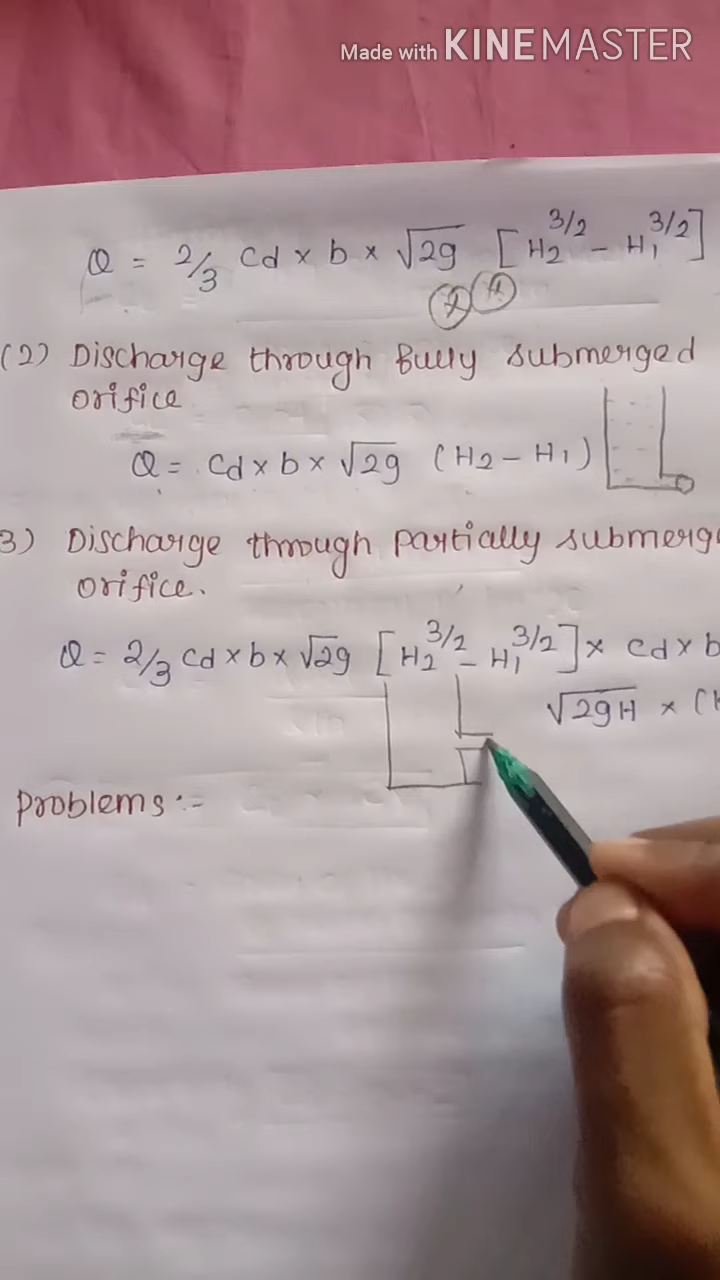 Made with KINEMASTER
Q = 2/3 Cd × b × √2g [H₂^3/2 − H₁^3/2]
(2) Discharge through fully submerged
orifice
Q = Cd × b × √2g (H2 − H1)
3) Discharge through partially submerg
orifice.
Q = 2/3 Cd × b × √2g [H₂^3/2 − H₁^3/2] × Cd × b
√2gH × (H
Problems :-